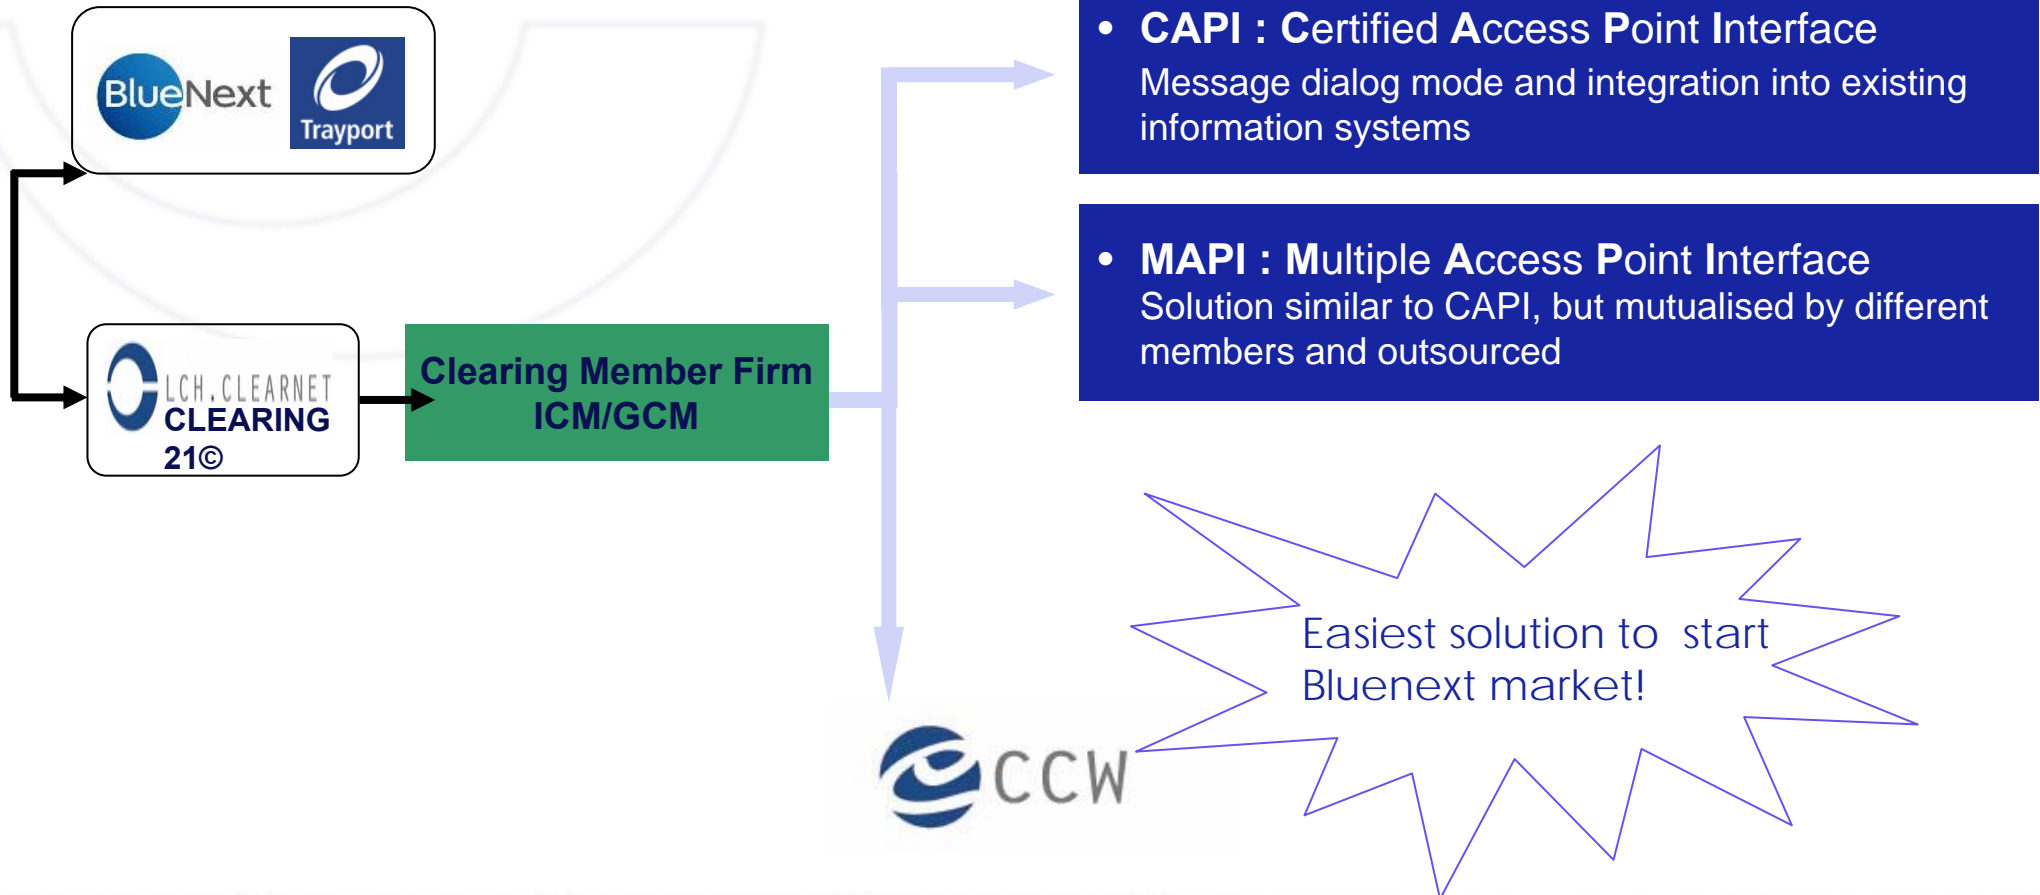 BlueNext
Trayport
LCH.CLEARNET
CLEARING
21©
Clearing Member Firm
ICM/GCM
• CAPI : Certified Access Point Interface
Message dialog mode and integration into existing
information systems
• MAPI : Multiple Access Point Interface
Solution similar to CAPI, but mutualised by different
members and outsourced
Easiest solution to start
Bluenext market!
eCCW